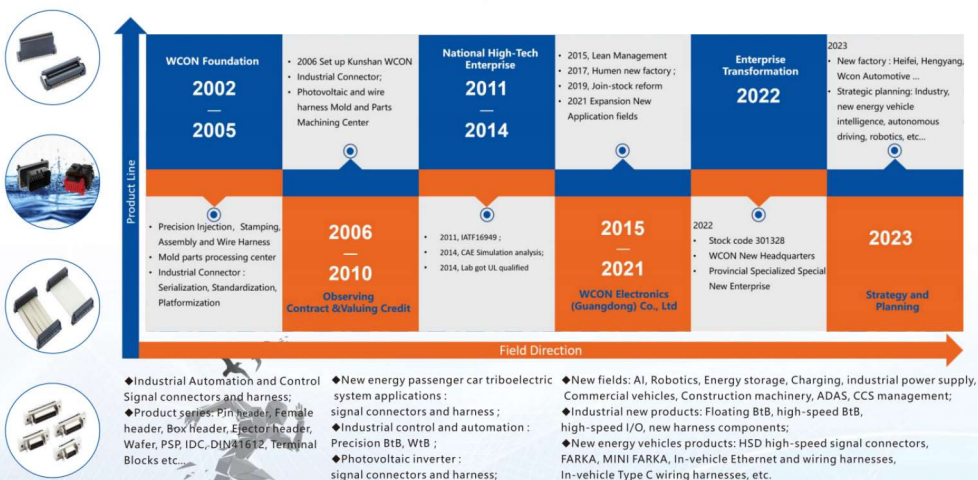 WCON Foundation
2002
—
2005
• Precision Injection, Stamping,
Assembly and Wire Harness
• Mold parts processing center
• Industrial Connector :
Serialization, Standardization,
Platformization
• 2006 Set up Kunshan WCON
• Industrial Connector;
• Photovoltaic and wire
harness Mold and Parts
Machining Center
2006
—
2010
Observing
Contract &Valuing Credit
National High-Tech
Enterprise
2011
—
2014
• 2011, IATF16949 ;
• 2014, CAE Simulation analysis;
• 2014, Lab got UL qualified
• 2015, Lean Management
• 2017, Humen new factory ;
• 2019, Join-stock reform
• 2021 Expansion New
Application fields
2015
—
2021
WCON Electronics
(Guangdong) Co., Ltd
Enterprise
Transformation
2022
2022
• Stock code 301328
• WCON New Headquarters
• Provincial Specialized Special
New Enterprise
2023
• New factory : Heifei, Hengyang,
Wcon Automotive ...
• Strategic planning: Industry,
new energy vehicle
intelligence, autonomous
driving, robotics, etc...
2023
Strategy and
Planning
Product Line
Field Direction
◆Industrial Automation and Control
Signal connectors and harness;
◆Product series: Pin header, Female
header, Box header, Ejector header,
Wafer, PSP, IDC, DIN41612, Terminal
Blocks etc...
◆New energy passenger car triboelectric
system applications :
signal connectors and harness ;
◆Industrial control and automation :
Precision BtB, WtB ;
◆Photovoltaic inverter :
signal connectors and harness;
◆New fields: AI, Robotics, Energy storage, Charging, industrial power supply,
Commercial vehicles, Construction machinery, ADAS, CCS management;
◆Industrial new products: Floating BtB, high-speed BtB,
high-speed I/O, new harness components;
◆New energy vehicles products: HSD high-speed signal connectors,
FARKA, MINI FARKA, In-vehicle Ethernet and wiring harnesses,
In-vehicle Type C wiring harnesses, etc.